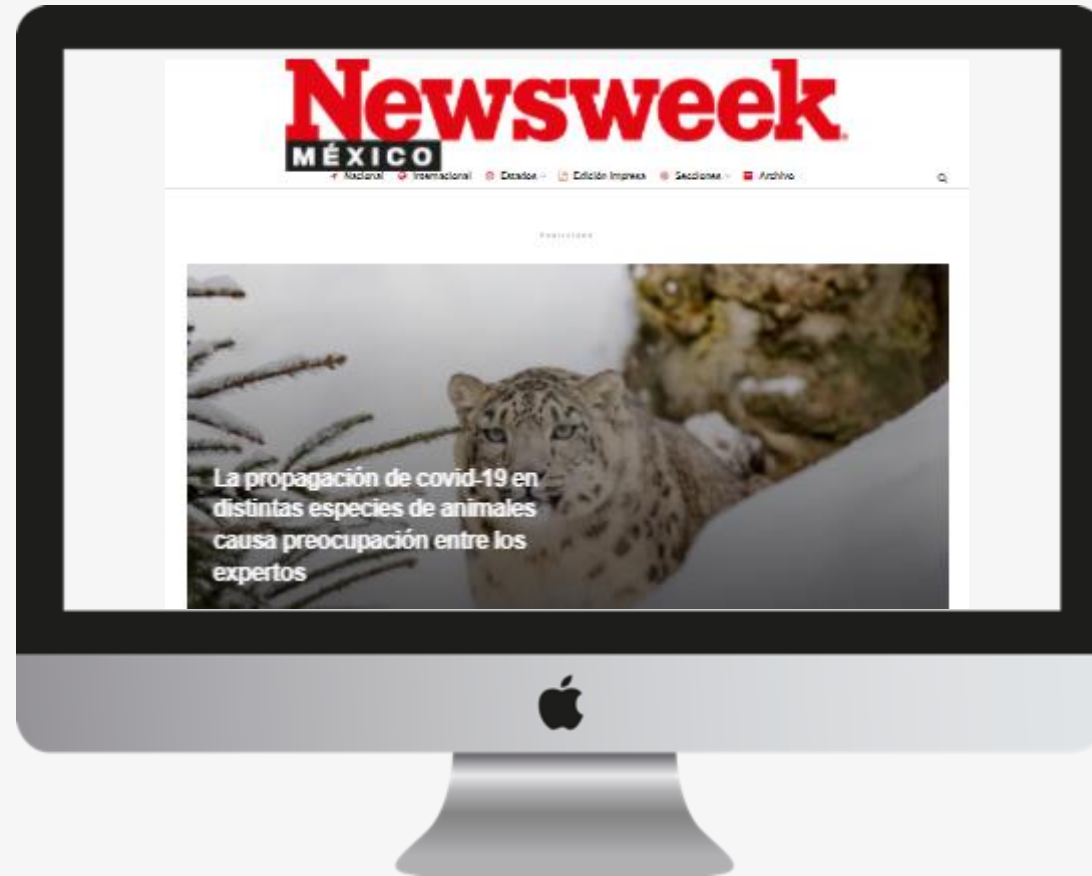 Newsweek
MÉXICO
Nacional Internacional Estados Edición Impresa Secciones Archivo
PUBLICIDAD
La propagación de covid-19 en
distintas especies de animales
causa preocupación entre los
expertos